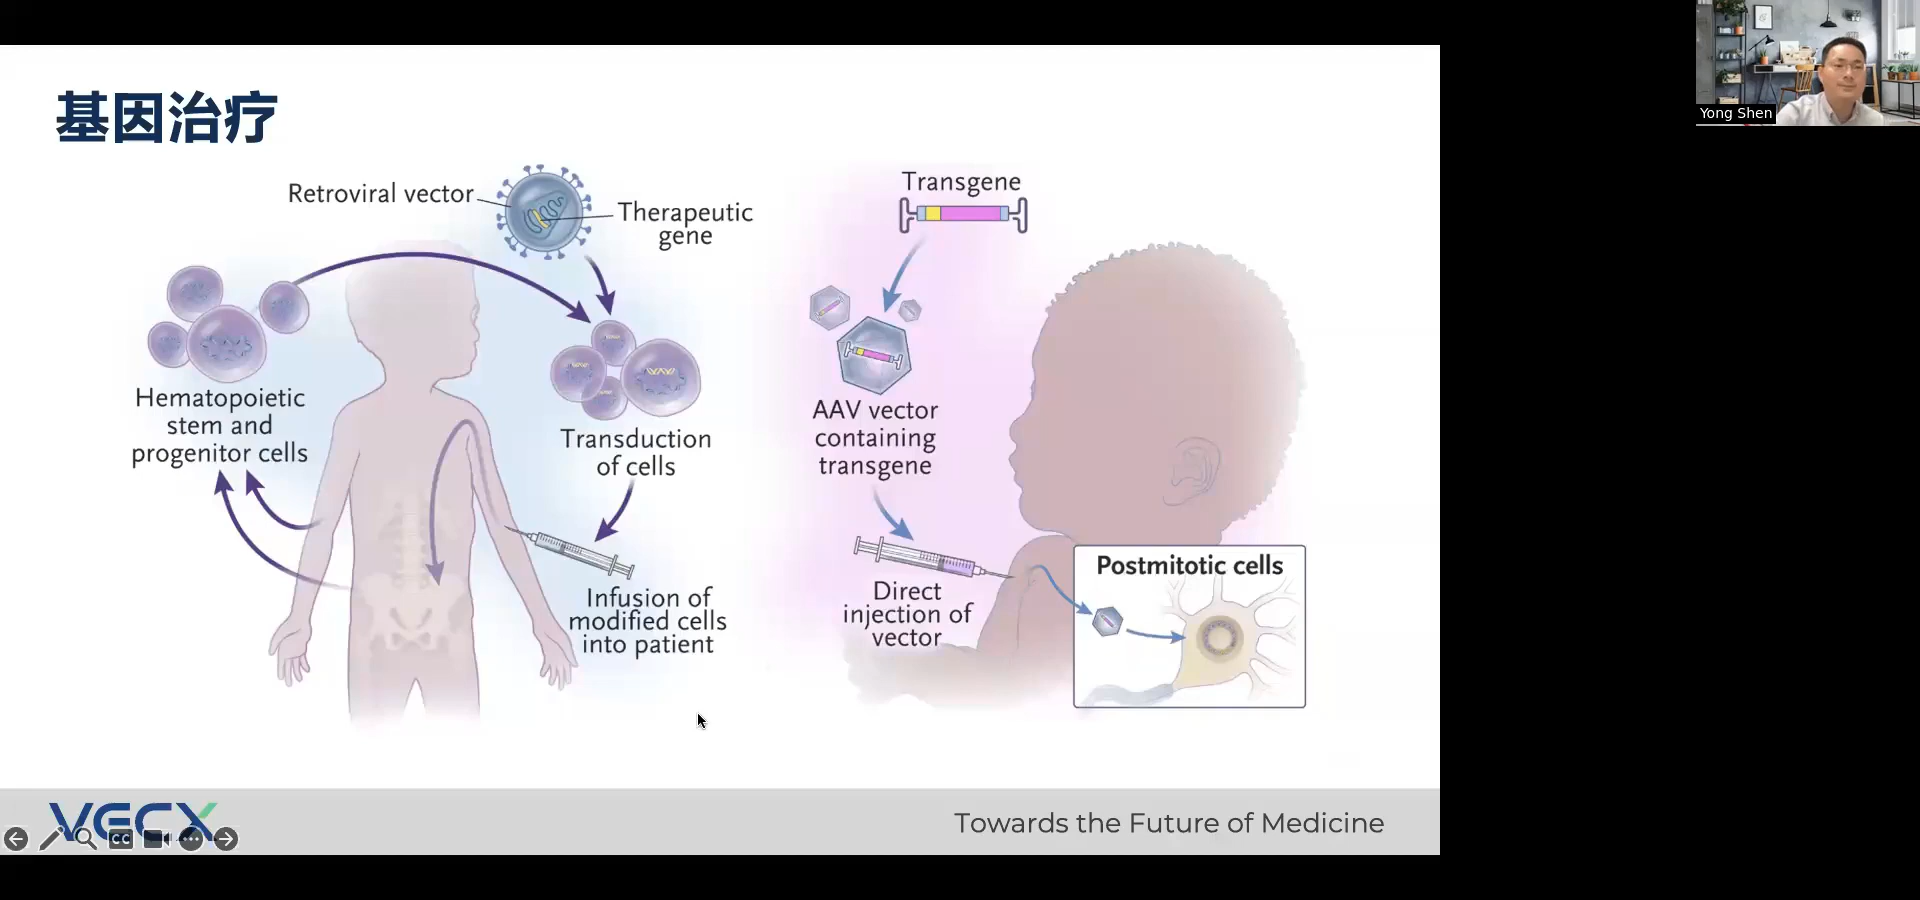 基因治疗
Retroviral vector
Therapeutic
gene
Hematopoietic
stem and
progenitor cells
Transduction
of cells
Infusion of
modified cells
into patient
Transgene
AAV vector
containing
transgene
Direct
injection of
vector
Postmitotic cells
VGCX
CC
Towards the Future of Medicine
Yong Shen